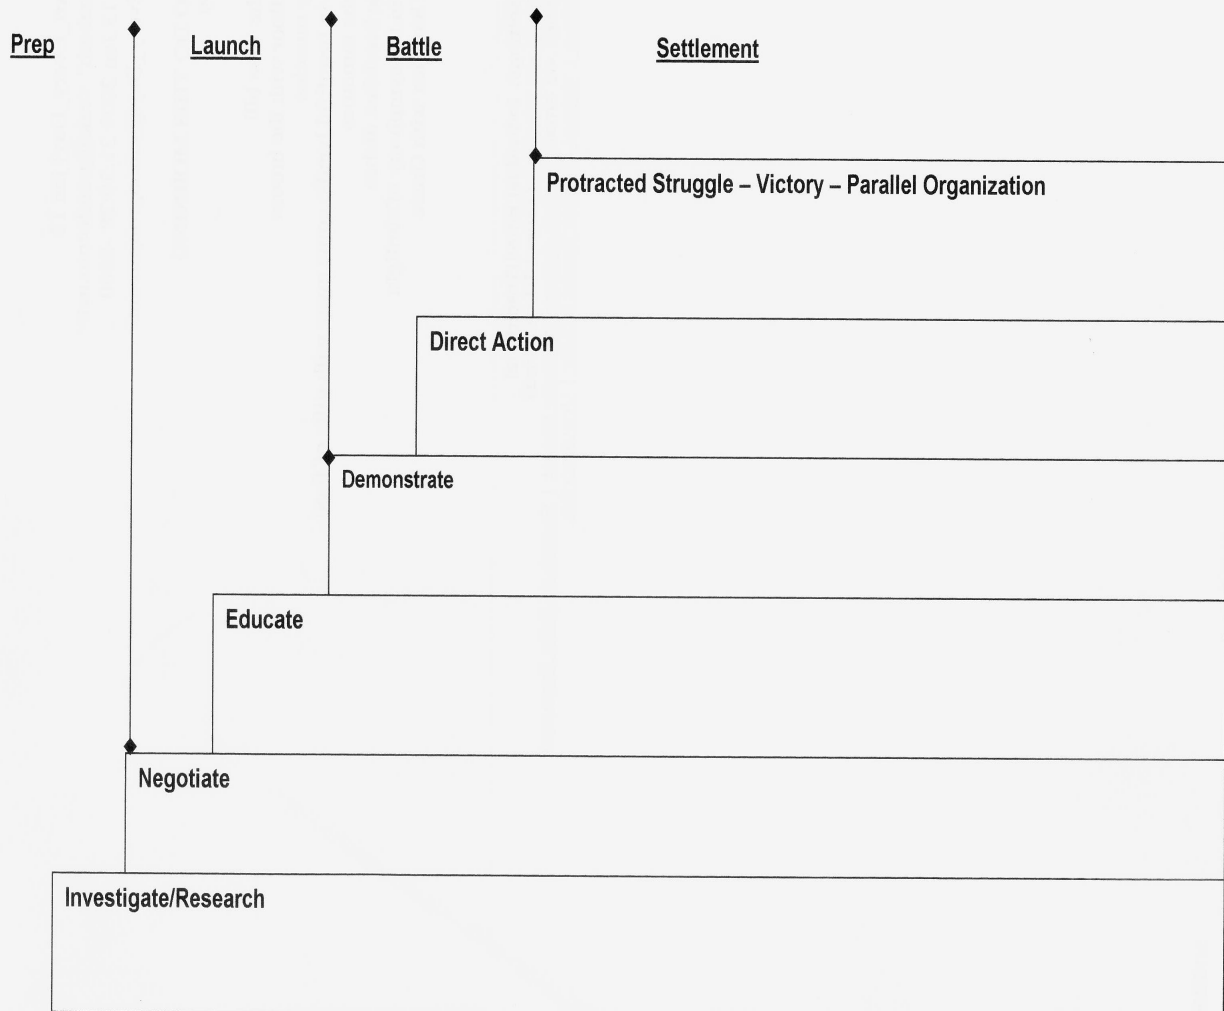 Prep Launch Battle Settlement
Protracted Struggle – Victory – Parallel Organization
Direct Action
Demonstrate
Educate
Negotiate
Investigate/Research